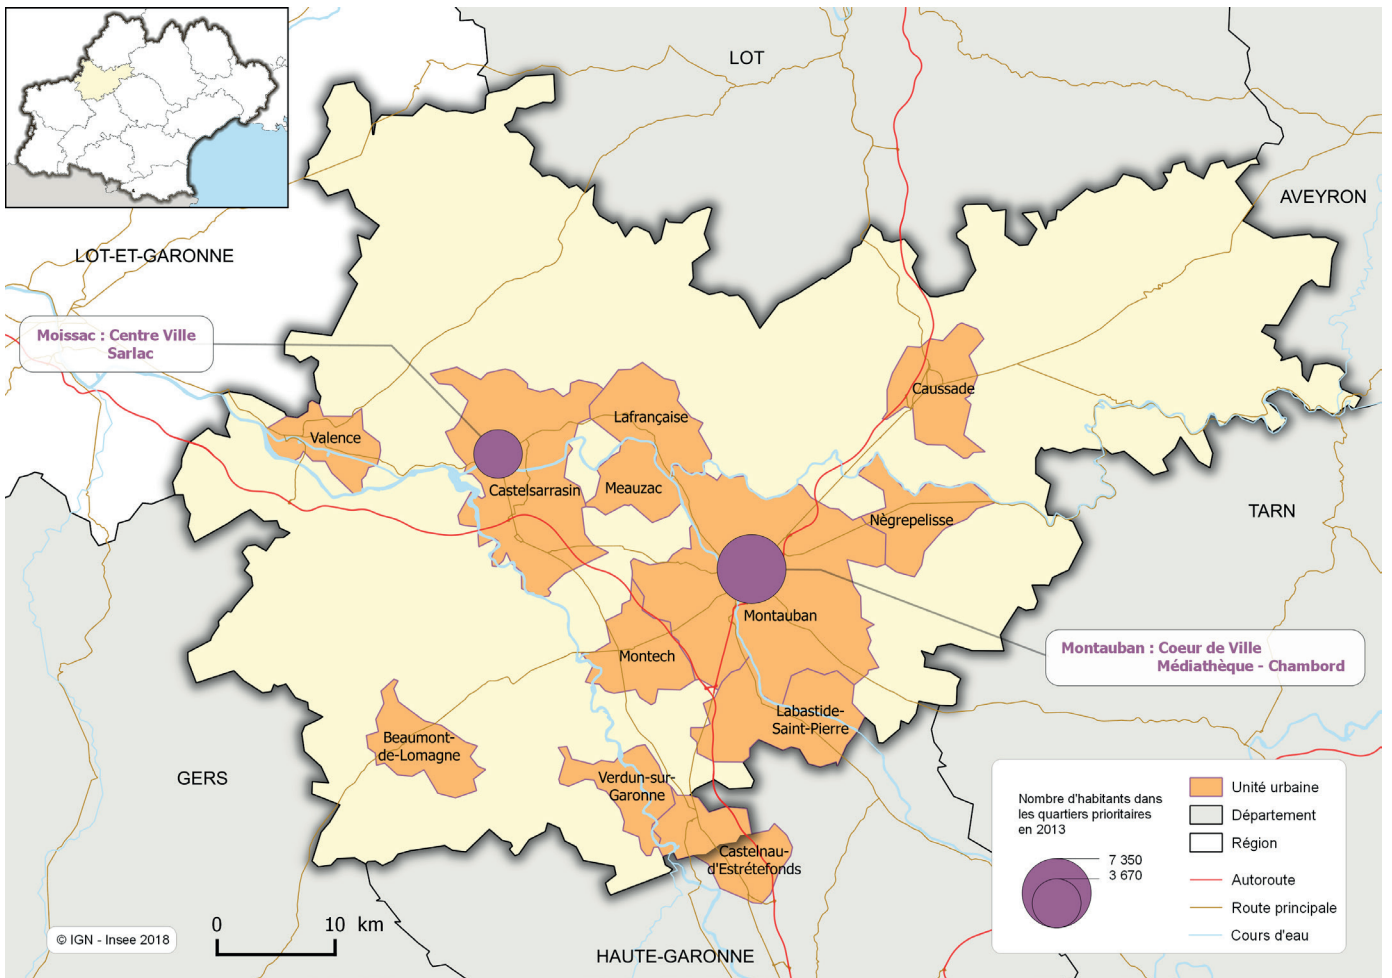 LOT
AVEYRON
LOT-ET-GARONNE
Moissac : Centre Ville
Sarlac
Caussade
Lafrançaise
Valence
Castelsarrasin
Meauzac
Nègrepelisse
TARN
Montauban
Montauban : Coeur de Ville
Médiathèque - Chambord
Montech
Labastide-
Saint-Pierre
Beaumont-
de-Lomagne
GERS
Verdun-sur-
Garonne
Castelnau-
d'Estrétefonds
HAUTE-GARONNE
Nombre d'habitants dans
les quartiers prioritaires
en 2013
7 350
3 670
Unité urbaine
Département
Région
Autoroute
Route principale
Cours d'eau
0 10 km
© IGN - Insee 2018